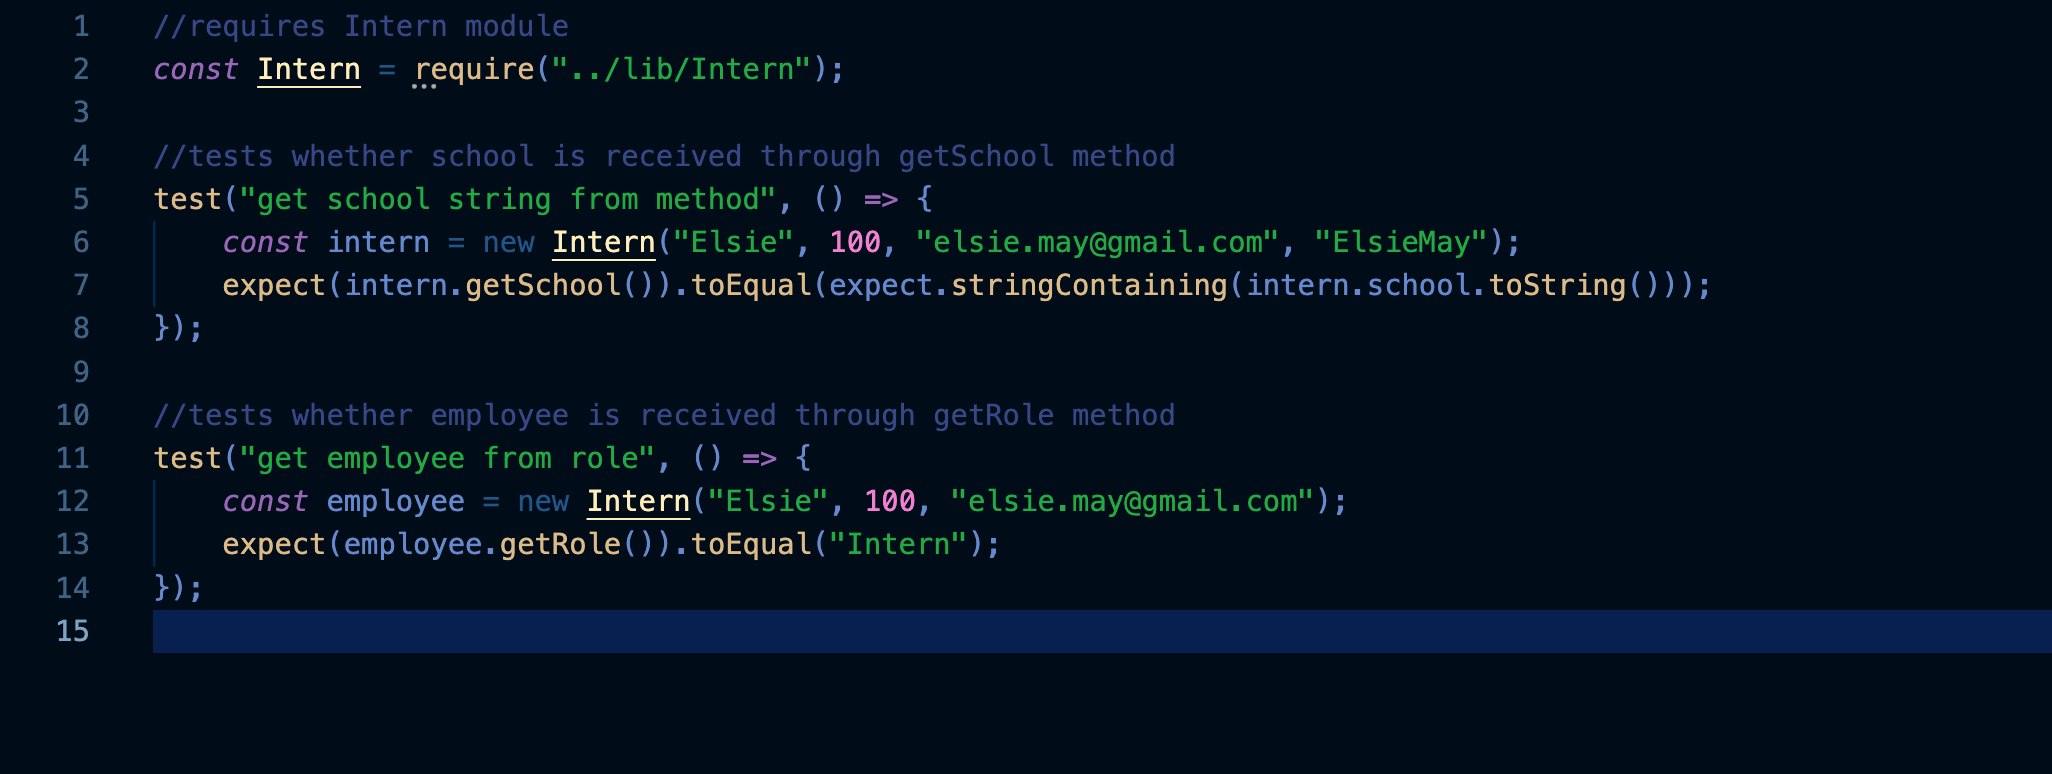 1 //requires Intern module
2 const Intern = require("../lib/Intern");
3
4 //tests whether school is received through getSchool method
5 test("get school string from method", () => {
6     const intern = new Intern("Elsie", 100, "elsie.may@gmail.com", "ElsieMay");
7     expect(intern.getSchool()).toEqual(expect.stringContaining(intern.school.toString()));
8 });
9
10 //tests whether employee is received through getRole method
11 test("get employee from role", () => {
12     const employee = new Intern("Elsie", 100, "elsie.may@gmail.com");
13     expect(employee.getRole()).toEqual("Intern");
14 });
15